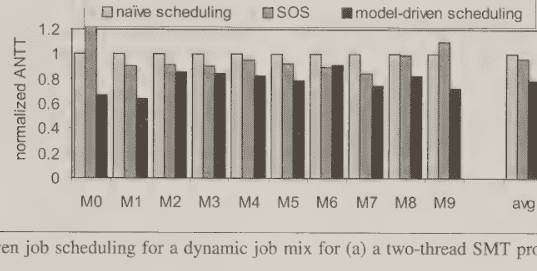 naïve scheduling SOS model-driven scheduling
normalized ANTT
1.2
1
0.8
0.6
0.4
0.2
0
M0 M1 M2 M3 M4 M5 M6 M7 M8 M9 avg
ven job scheduling for a dynamic job mix for (a) a two-thread SMT pro